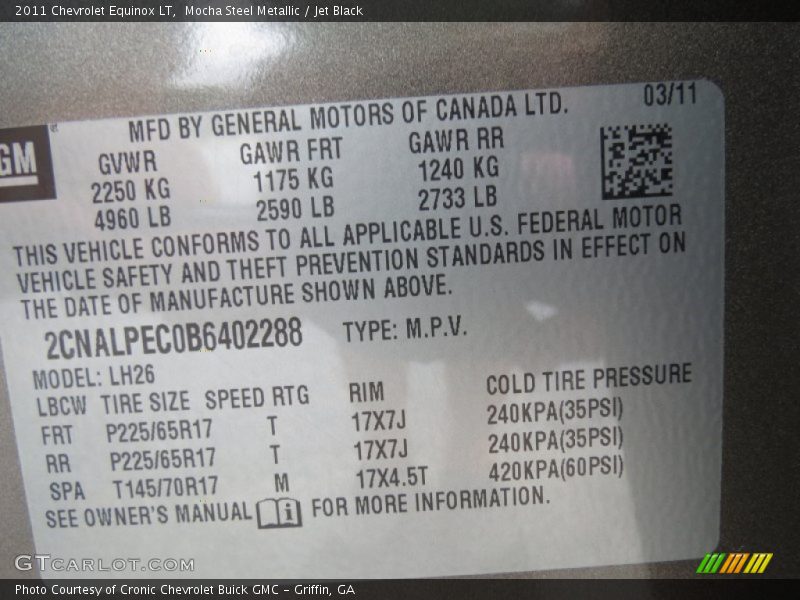 2011 Chevrolet Equinox LT, Mocha Steel Metallic / Jet Black
03/11
MFD BY GENERAL MOTORS OF CANADA LTD.
GM
GVWR GAWR FRT GAWR RR
2250 KG 1175 KG 1240 KG
4960 LB 2590 LB 2733 LB
THIS VEHICLE CONFORMS TO ALL APPLICABLE U.S. FEDERAL MOTOR
VEHICLE SAFETY AND THEFT PREVENTION STANDARDS IN EFFECT ON
THE DATE OF MANUFACTURE SHOWN ABOVE.
2CNALPEC0B6402288 TYPE: M.P.V.
MODEL: LH26
LBCW TIRE SIZE SPEED RTG RIM COLD TIRE PRESSURE
FRT P225/65R17 T 17X7J 240KPA(35PSI)
RR P225/65R17 T 17X7J 240KPA(35PSI)
SPA T145/70R17 M 17X4.5T 420KPA(60PSI)
SEE OWNER'S MANUAL FOR MORE INFORMATION.
GTCARLOT.COM
Photo Courtesy of Cronic Chevrolet Buick GMC - Griffin, GA